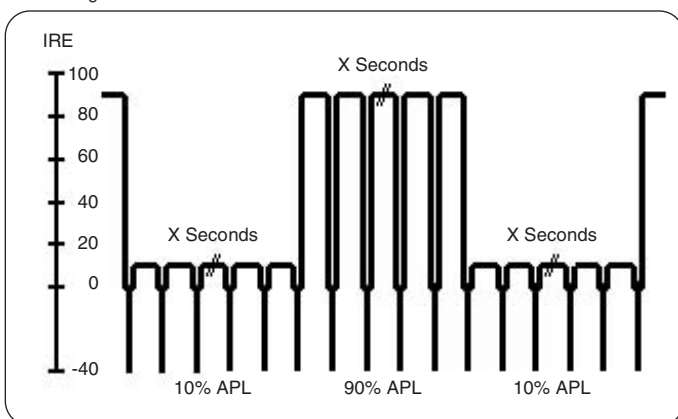 IRE
X Seconds
100
80
60
40
X Seconds
X Seconds
20
0
-40
10% APL
90% APL
10% APL